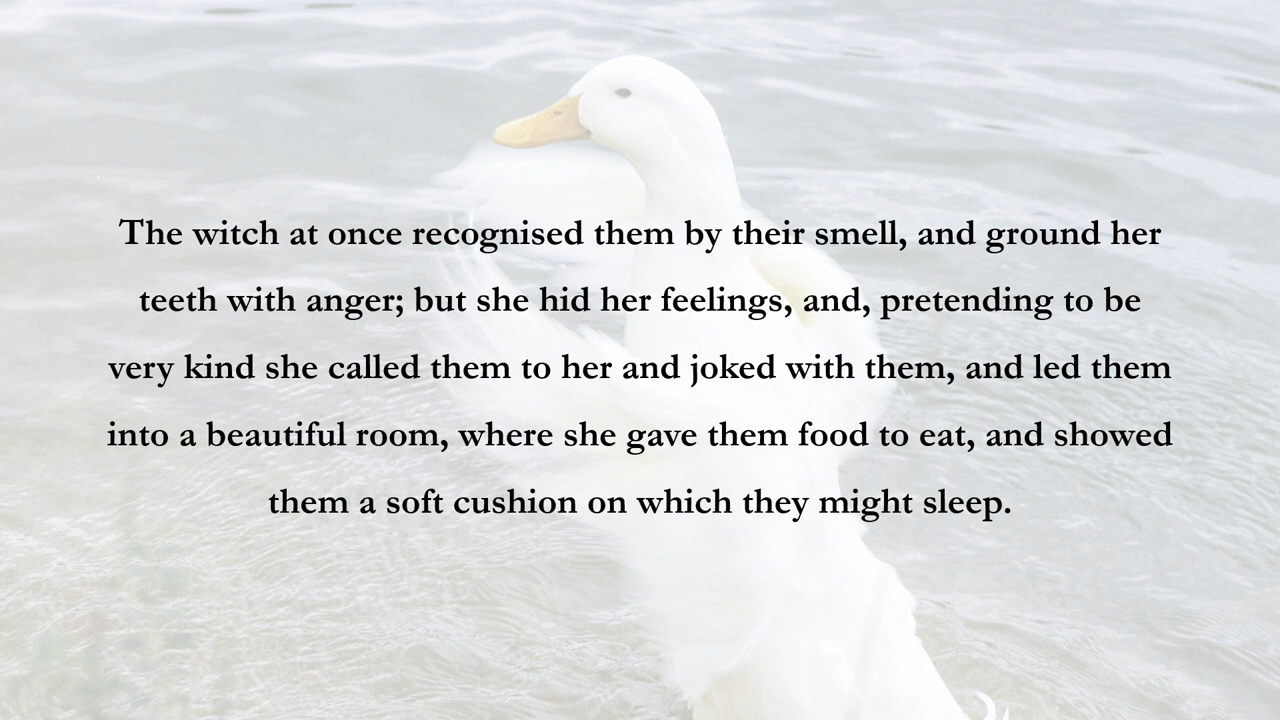 The witch at once recognised them by their smell, and ground her
teeth with anger; but she hid her feelings, and, pretending to be
very kind she called them to her and joked with them, and led them
into a beautiful room, where she gave them food to eat, and showed
them a soft cushion on which they might sleep.